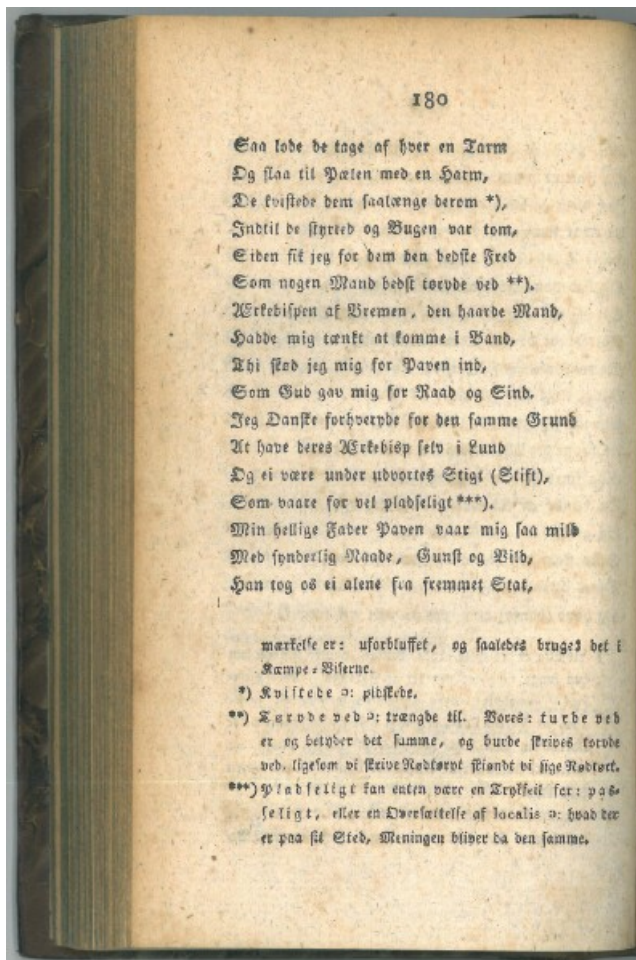 180
Saa lode de tage af hver en Tarm
Og slaa til Pælen med en Harm,
De kvistede dem saalænge derom *),
Indtil de styrted og Bugen var tom,
Siden fik jeg for dem den bedste Fred
Som nogen Mand bedst torvde ved **).
Ærkebispen af Bremen, den haarde Mand,
Hadde mig tænkt at komme i Band,
Thi skød jeg mig for Paven ind,
Som Gud gav mig for Raad og Sind.
Jeg Danske forhvervde for den samme Grund
At have deres Ærkebisp selv i Lund
Og ei være under udvortes Stigt (Stift),
Som vaare for vel pladseligt ***).
Min hellige Fader Paven vaar mig saa mild
Med synderlig Naade, Gunst og Vild,
Han tog os ei alene fra fremmet Stat,
mærkelse er: uforbluffet, og saaledes bruges det i
Kæmpe-Viserne.
*) Kvistede ɔ: pidskede.
**) Tørvde ved ɔ: trængde til. Vores: turde ved
er og betyder det samme, og burde skrives torvde
ved, ligesom vi skrive Nødtørvt skiøndt vi sige Nødtørt.
***) Pladseligt kan enten være en Trykfeil for: pas-
seligt, eller en Oversættelse af localis ɔ: hvad der
er paa sit Sted, Meningen bliver da den samme.